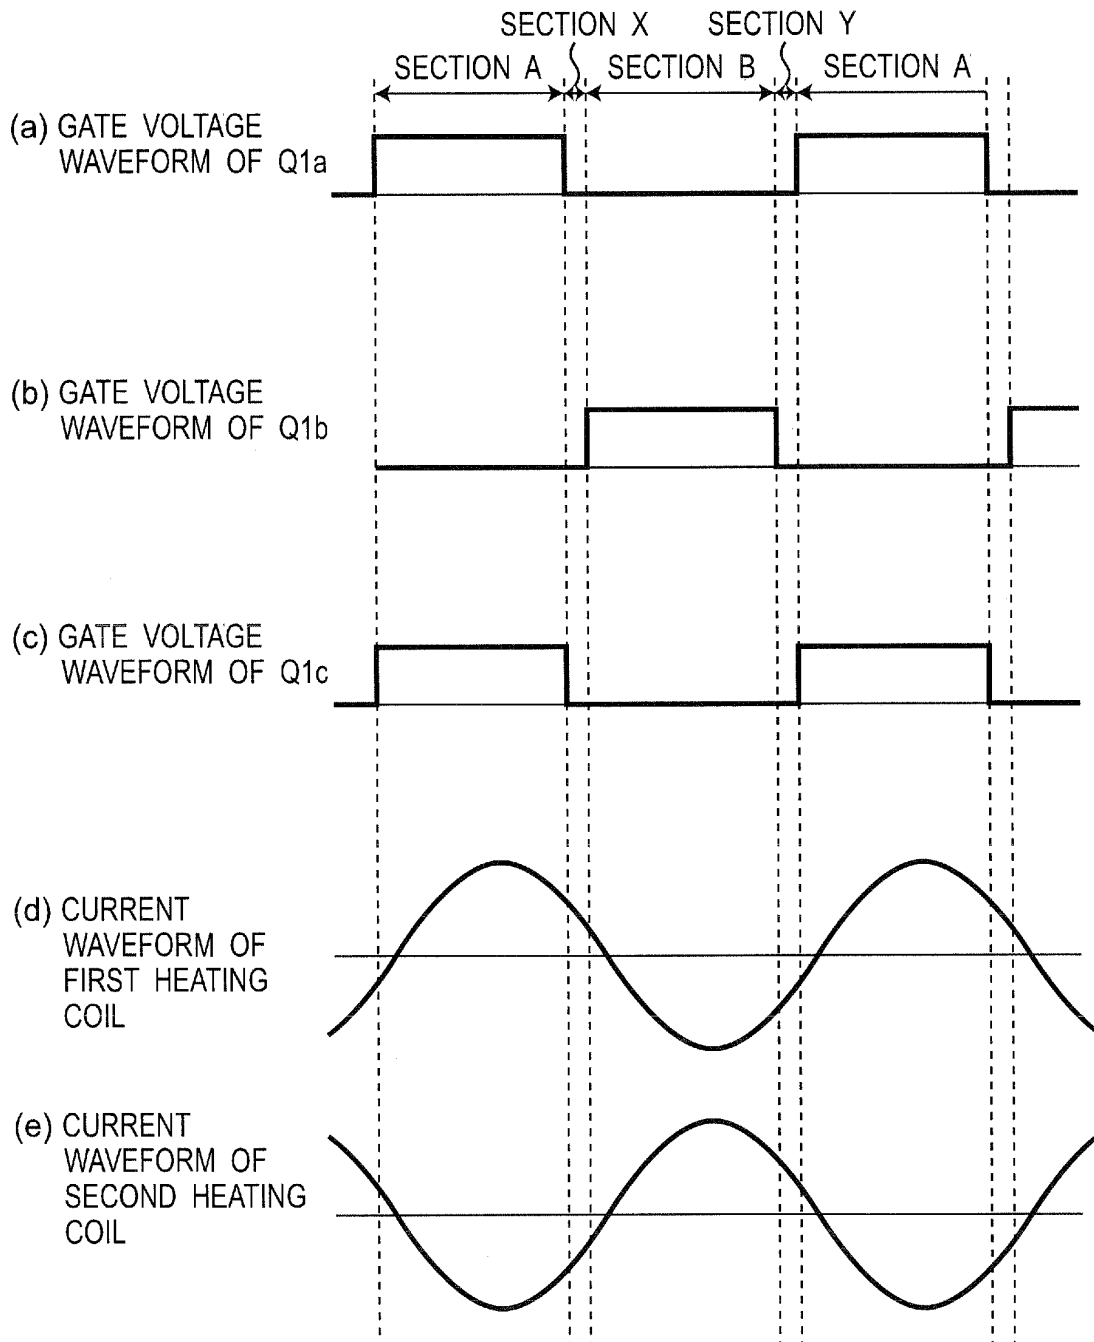 SECTION X SECTION Y
SECTION A SECTION B SECTION A
(a) GATE VOLTAGE
WAVEFORM OF Q1a
(b) GATE VOLTAGE
WAVEFORM OF Q1b
(c) GATE VOLTAGE
WAVEFORM OF Q1c
(d) CURRENT
WAVEFORM OF
FIRST HEATING
COIL
(e) CURRENT
WAVEFORM OF
SECOND HEATING
COIL